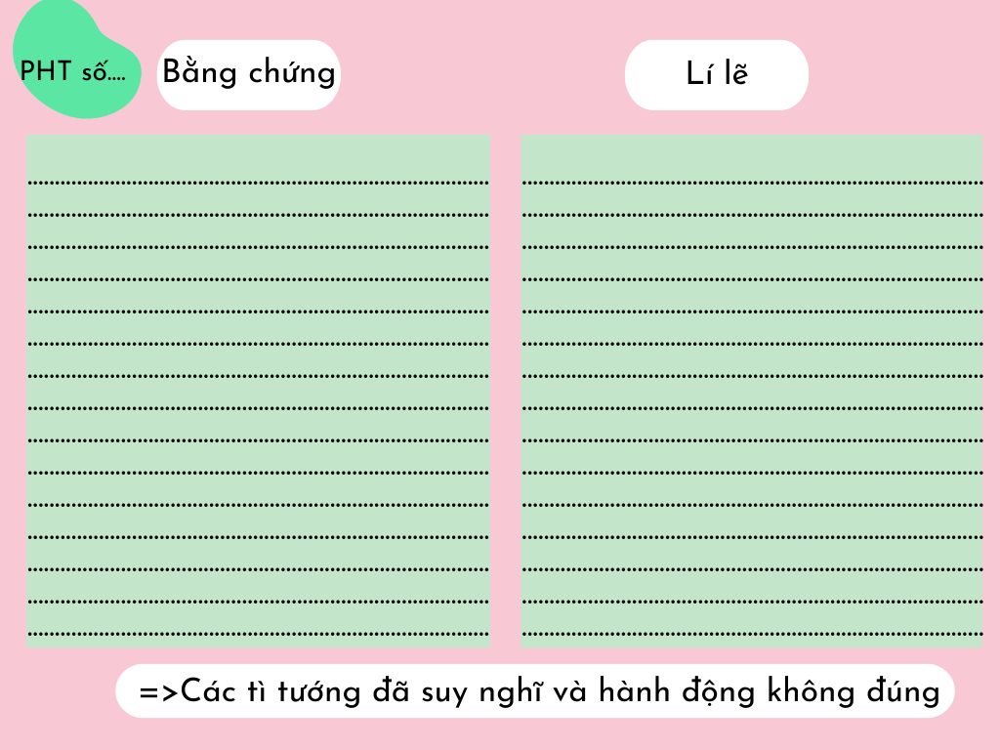 PHT số....
Bằng chứng
Lí lẽ
=>Các tì tướng đã suy nghĩ và hành động không đúng